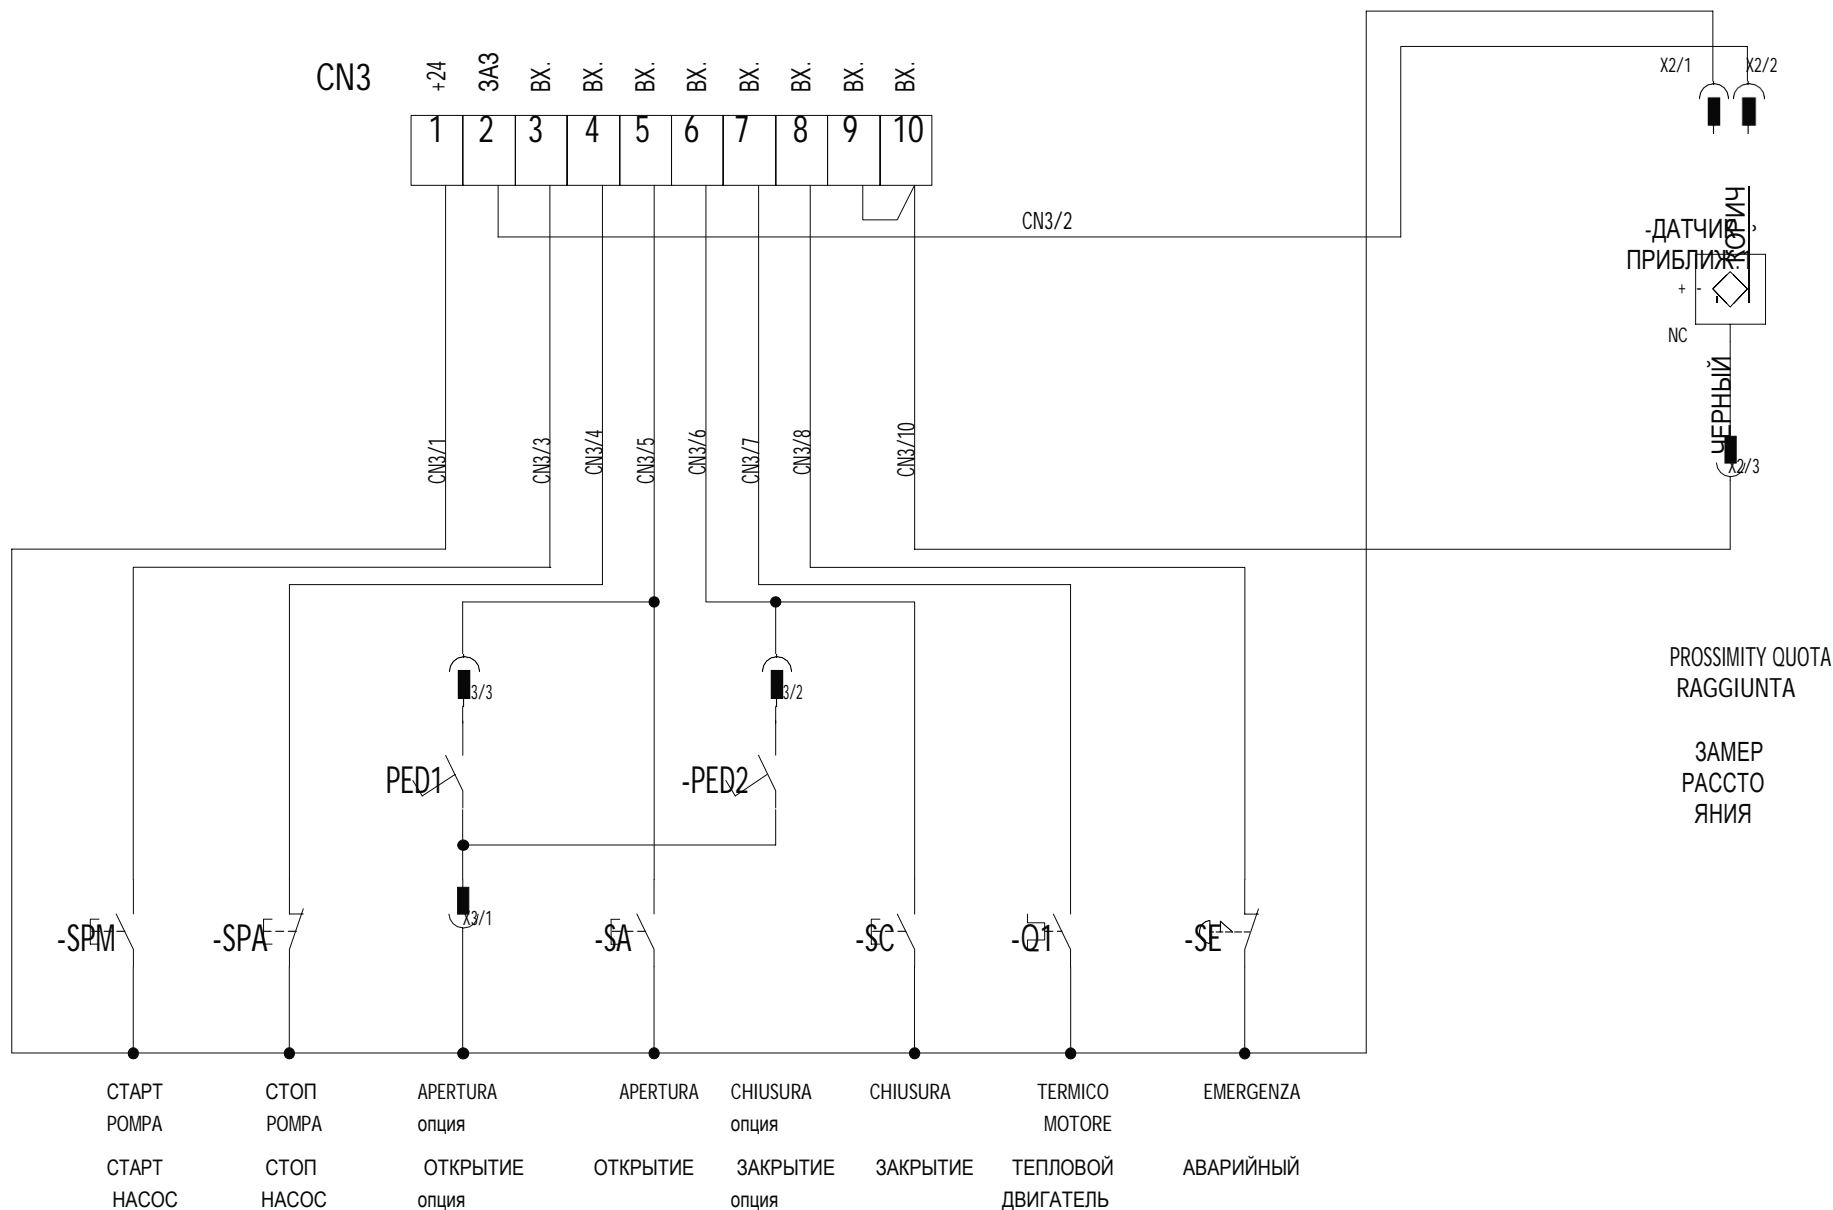 CN3
+24
ЗАЗ
ВХ.
ВХ.
ВХ.
ВХ.
ВХ.
ВХ.
ВХ.
ВХ.
1 2 3 4 5 6 7 8 9 10
X2/1 X2/2
CN3/2
КОРИЧ
-ДАТЧИК
ПРИБЛИЖ.1
+ -
NC
ЧЕРНЫЙ
X2/3
CN3/1
CN3/3
CN3/4
CN3/5
CN3/6
CN3/7
CN3/8
CN3/10
3/3
3/2
PED1
-PED2
X3/1
-SPM
-SPA
-SA
-SC
-Q1
-SE
PROSSIMITY QUOTA
RAGGIUNTA
ЗАМЕР
РАССТО
ЯНИЯ
СТАРТ
POMPA
СТАРТ
НАСОС
СТОП
POMPA
СТОП
НАСОС
APERTURA
опция
ОТКРЫТИЕ
опция
APERTURA
ОТКРЫТИЕ
CHIUSURA
опция
ЗАКРЫТИЕ
опция
CHIUSURA
ЗАКРЫТИЕ
TERMICO
MOTORE
ТЕПЛОВОЙ
ДВИГАТЕЛЬ
EMERGENZA
АВАРИЙНЫЙ